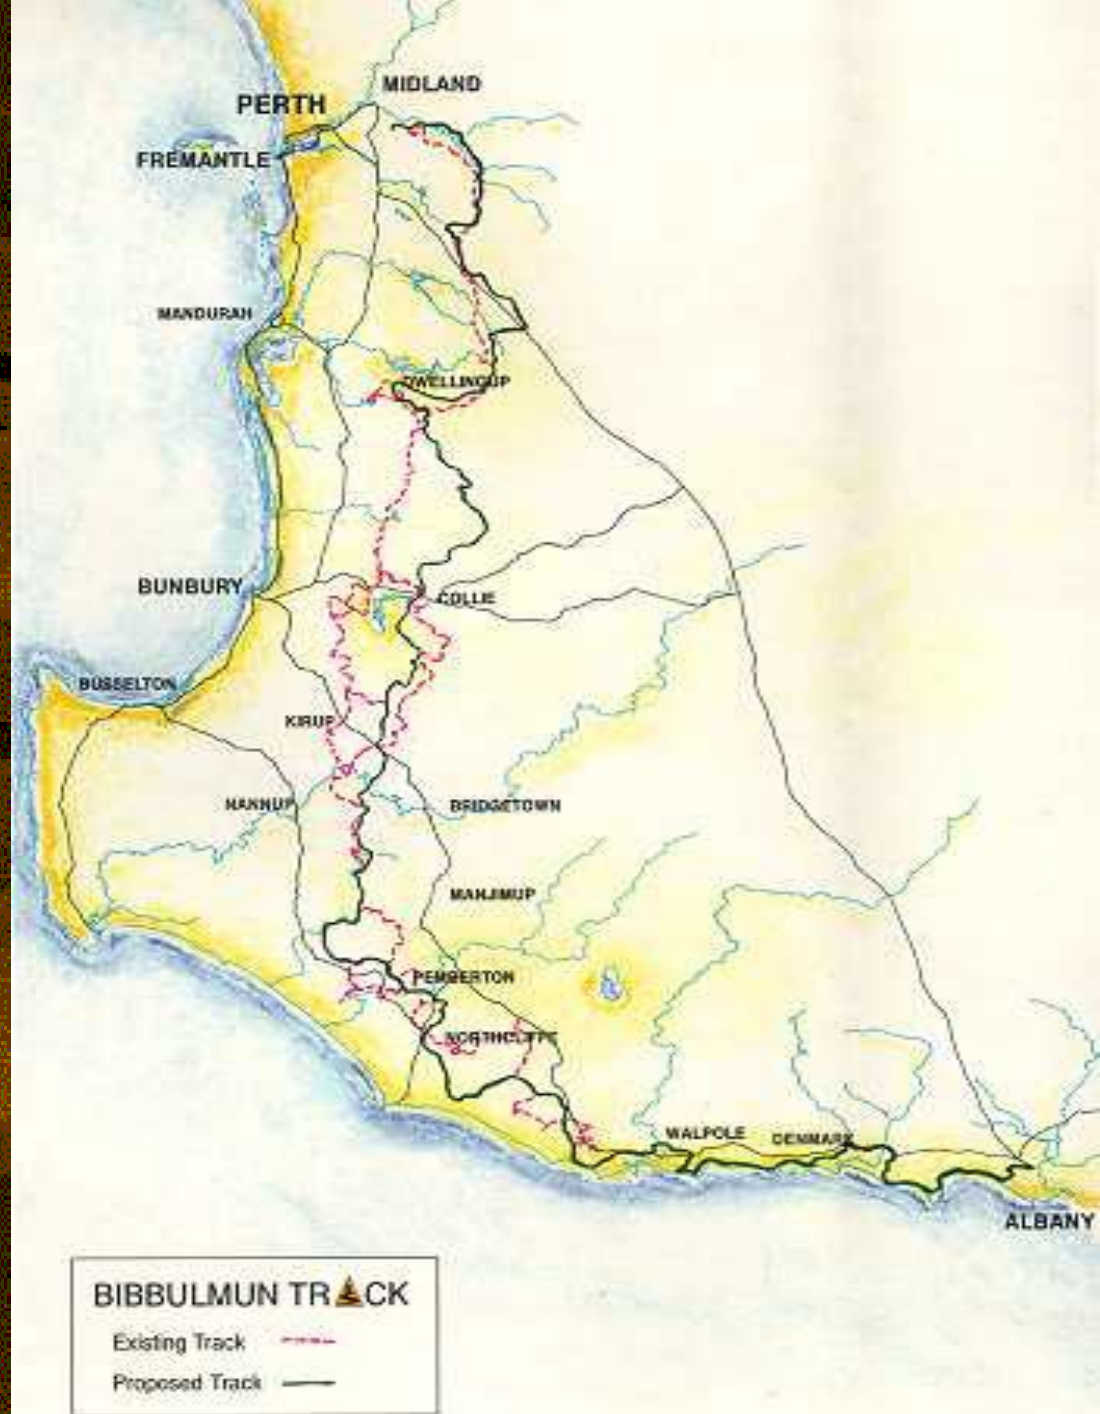 MIDLAND
PERTH
FREMANTLE
MANDURAH
DWELLINGUP
BUNBURY
COLLIE
BUSSELTON
KIRUP
NANNUP
BRIDGETOWN
MANJIMUP
PEMBERTON
NORTHCLIFFE
WALPOLE
DENMARK
ALBANY
BIBBULMUN TRACK
Existing Track
Proposed Track